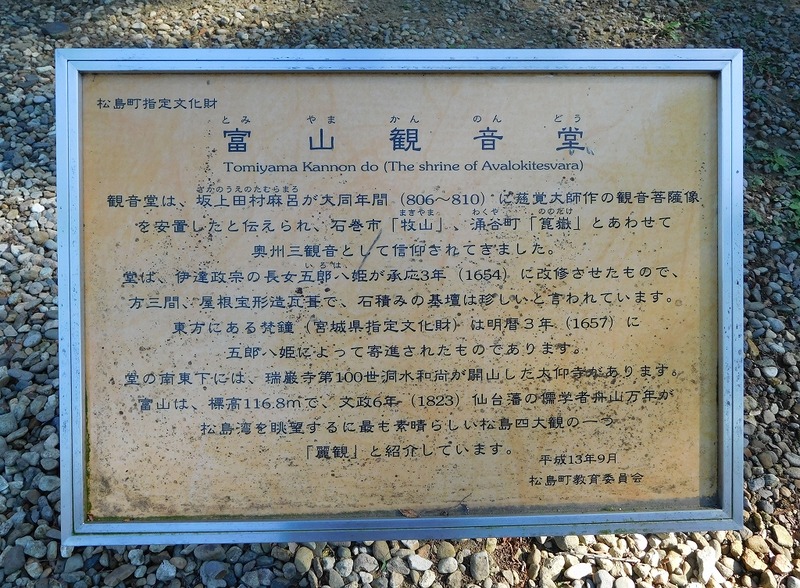 松島町指定文化財
とみ やま かん のん どう
富山観音堂
Tomiyama Kannon do (The shrine of Avalokitesvara)
さかのうえのたむらまろ
観音堂は、坂上田村麻呂が大同年間（806〜810）に慈覚大師作の観音菩薩像
まきやま わくや ののだけ
を安置したと伝えられ、石巻市「牧山」、涌谷町「箟嶽」とあわせて
奥州三観音として信仰されてきました。
いろは
堂は、伊達政宗の長女五郎八姫が承応3年（1654）に改修させたもので、
方三間、屋根宝形造瓦葺で、石積みの基壇は珍しいと言われています。
東方にある梵鐘（宮城県指定文化財）は明暦３年（1657）に
五郎八姫によって寄進されたものであります。
堂の南東下には、瑞巌寺第100世洞水和尚が開山した大仰寺があります。
富山は、標高116.8mで、文政6年（1823）仙台藩の儒学者舟山万年が
松島湾を眺望するに最も素晴らしい松島四大観の一つ
「麗観」と紹介しています。
平成13年9月
松島町教育委員会